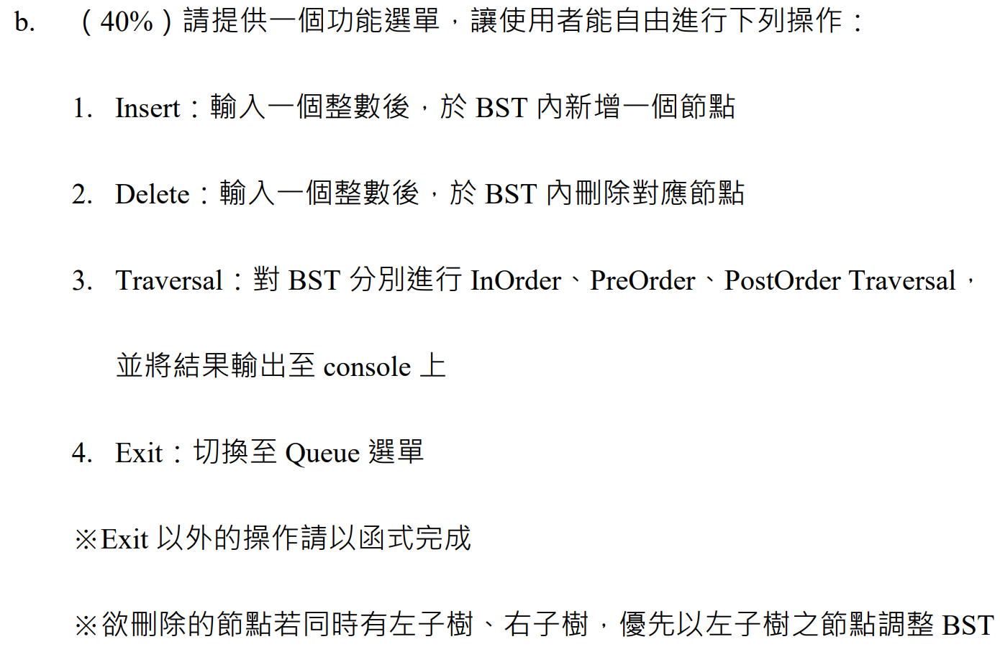 b. （40%）請提供一個功能選單，讓使用者能自由進行下列操作：
1. Insert：輸入一個整數後，於 BST 內新增一個節點
2. Delete：輸入一個整數後，於 BST 內刪除對應節點
3. Traversal：對 BST 分別進行 InOrder、PreOrder、PostOrder Traversal，
並將結果輸出至 console 上
4. Exit：切換至 Queue 選單
※Exit 以外的操作請以函式完成
※欲刪除的節點若同時有左子樹、右子樹，優先以左子樹之節點調整 BST